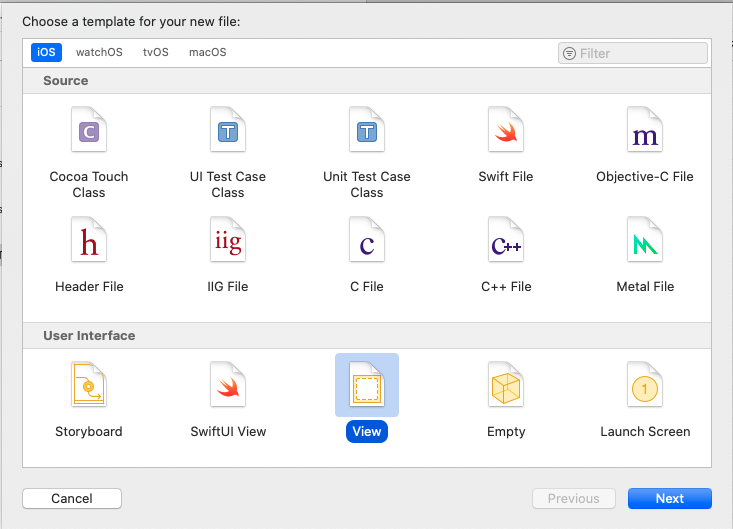 Choose a template for your new file:
iOS watchOS tvOS macOS Filter
Source
C T T m
Cocoa Touch Class
UI Test Case Class
Unit Test Case Class
Swift File
Objective-C File
h iig c C++
Header File
IIG File
C File
C++ File
Metal File
User Interface
1
Storyboard
SwiftUI View
View
Empty
Launch Screen
Cancel Previous Next